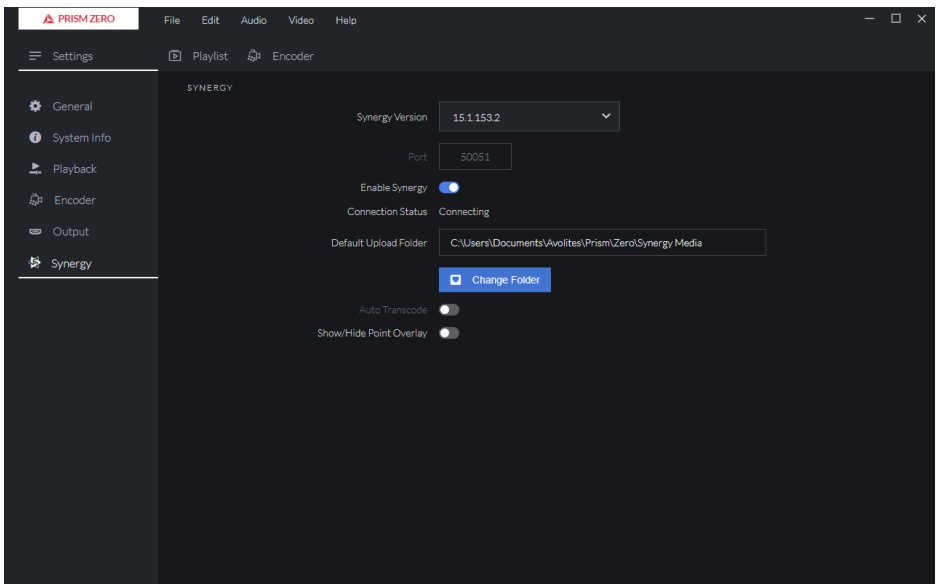 PRISM ZERO File Edit Audio Video Help
Settings Playlist Encoder
SYNERGY
General
System Info
Playback
Encoder
Output
Synergy
Synergy Version 15.1.153.2
Port 50051
Enable Synergy
Connection Status Connecting
Default Upload Folder C:\Users\Documents\Avolites\Prism\Zero\Synergy Media
Change Folder
Auto Transcode
Show/Hide Point Overlay